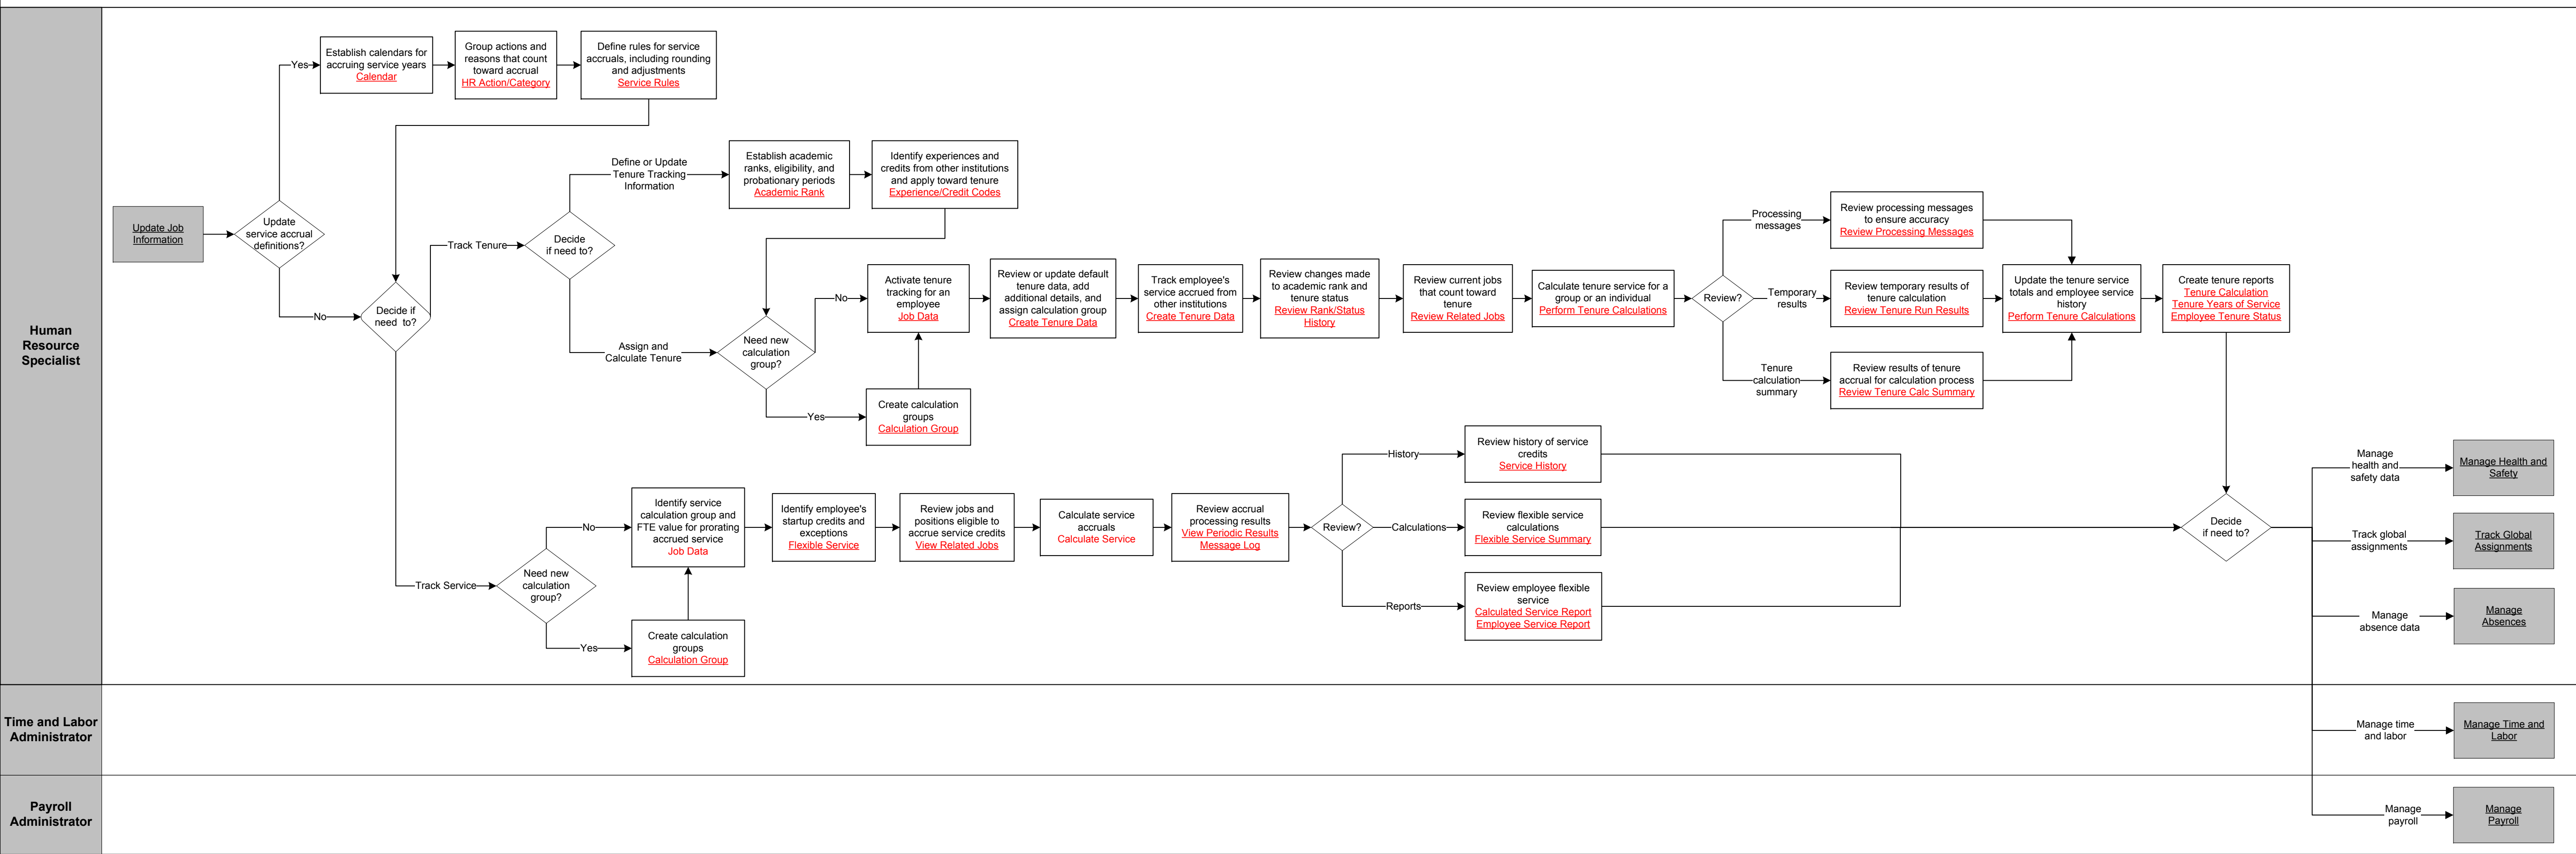 Human
Resource
Specialist
Update Job
Information
Update
service accrual
definitions?
Yes
No
Establish calendars for
accruing service years
Calendar
Group actions and
reasons that count
toward accrual
HR Action/Category
Define rules for service
accruals, including rounding
and adjustments
Service Rules
Decide if
need  to?
Track Tenure
Track Service
Decide
if need to?
Define or Update
Tenure Tracking
Information
Establish academic
ranks, eligibility, and
probationary periods
Academic Rank
Identify experiences and
credits from other institutions
and apply toward tenure
Experience/Credit Codes
Assign and
Calculate Tenure
Need new
calculation
group?
No
Yes
Activate tenure
tracking for an
employee
Job Data
Create calculation
groups
Calculation Group
Review or update default
tenure data, add
additional details, and
assign calculation group
Create Tenure Data
Track employee's
service accrued from
other institutions
Create Tenure Data
Review changes made
to academic rank and
tenure status
Review Rank/Status
History
Review current jobs
that count toward
tenure
Review Related Jobs
Calculate tenure service for a
group or an individual
Perform Tenure Calculations
Review?
Processing
messages
Review processing messages
to ensure accuracy
Review Processing Messages
Temporary
results
Review temporary results of
tenure calculation
Review Tenure Run Results
Tenure
calculation
summary
Review results of tenure
accrual for calculation process
Review Tenure Calc Summary
Update the tenure service
totals and employee service
history
Perform Tenure Calculations
Create tenure reports
Tenure Calculation
Tenure Years of Service
Employee Tenure Status
Need new
calculation
group?
No
Yes
Identify service
calculation group and
FTE value for prorating
accrued service
Job Data
Create calculation
groups
Calculation Group
Identify employee's
startup credits and
exceptions
Flexible Service
Review jobs and
positions eligible to
accrue service credits
View Related Jobs
Calculate service
accruals
Calculate Service
Review accrual
processing results
View Periodic Results
Message Log
Review?
History
Review history of service
credits
Service History
Calculations
Review flexible service
calculations
Flexible Service Summary
Reports
Review employee flexible
service
Calculated Service Report
Employee Service Report
Decide
if need to?
Manage
health and
safety data
Manage Health and
Safety
Track global
assignments
Track Global
Assignments
Manage
absence data
Manage
Absences
Time and Labor
Administrator
Manage time
and labor
Manage Time and
Labor
Payroll
Administrator
Manage
payroll
Manage
Payroll